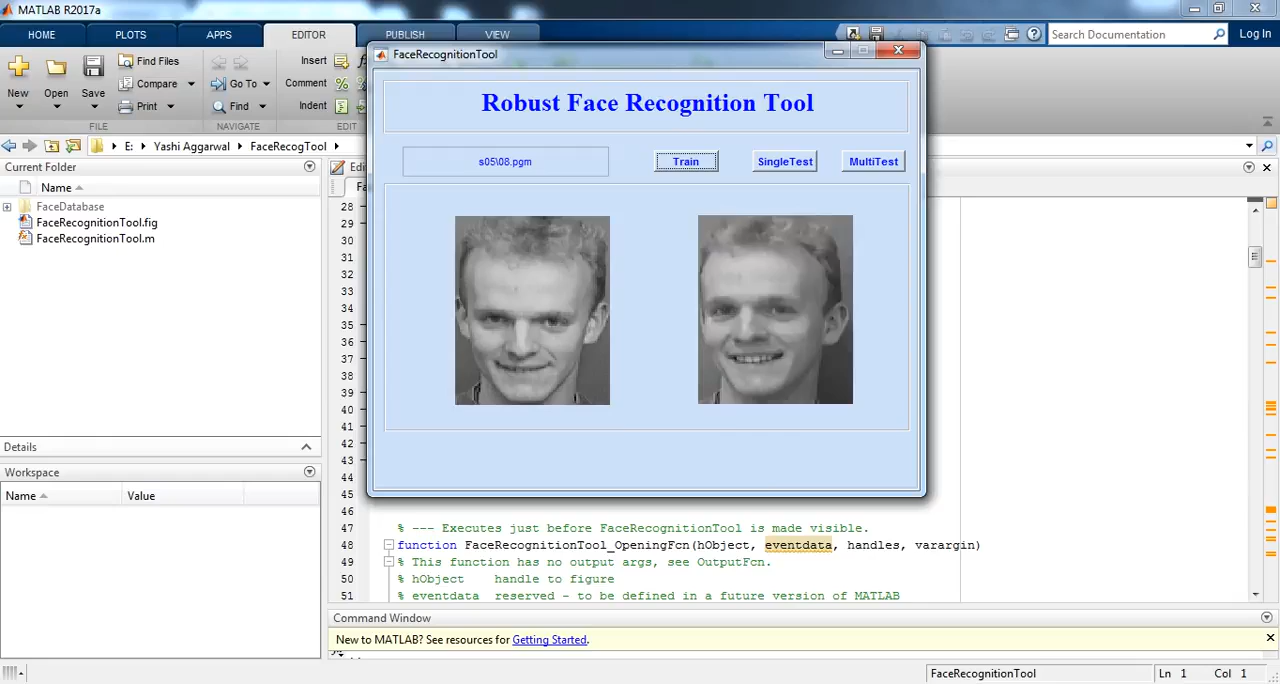 MATLAB R2017a
HOME PLOTS APPS EDITOR PUBLISH VIEW Search Documentation Log In
New Open Save Find Files Compare Print Insert Comment Indent Go To Find
FILE NAVIGATE EDIT
E: Yashi Aggarwal FaceRecogTool
Current Folder
Name
FaceDatabase
FaceRecognitionTool.fig
FaceRecognitionTool.m
Details
Workspace
Name Value
FaceRecognitionTool
Robust Face Recognition Tool
s05\08.pgm Train SingleTest MultiTest
28
29
30
31
32
33
34
35
36
37
38
39
40
41
42
43
44
45
46
47 % --- Executes just before FaceRecognitionTool is made visible.
48 function FaceRecognitionTool_OpeningFcn(hObject, eventdata, handles, varargin)
49 % This function has no output args, see OutputFcn.
50 % hObject    handle to figure
51 % eventdata  reserved - to be defined in a future version of MATLAB
Command Window
New to MATLAB? See resources for Getting Started.
FaceRecognitionTool Ln 1 Col 1